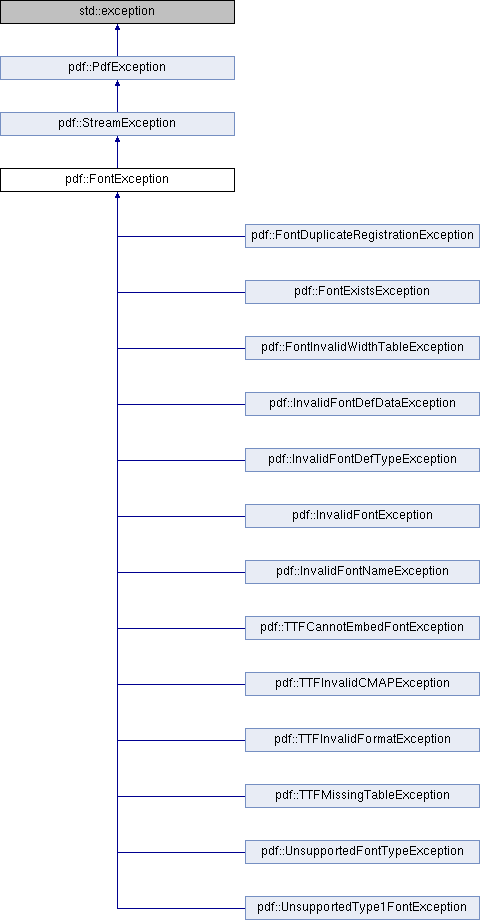 std::exception
pdf::PdfException
pdf::StreamException
pdf::FontException
pdf::FontDuplicateRegistrationException
pdf::FontExistsException
pdf::FontInvalidWidthTableException
pdf::InvalidFontDefDataException
pdf::InvalidFontDefTypeException
pdf::InvalidFontException
pdf::InvalidFontNameException
pdf::TTFCannotEmbedFontException
pdf::TTFInvalidCMAPException
pdf::TTFInvalidFormatException
pdf::TTFMissingTableException
pdf::UnsupportedFontTypeException
pdf::UnsupportedType1FontException